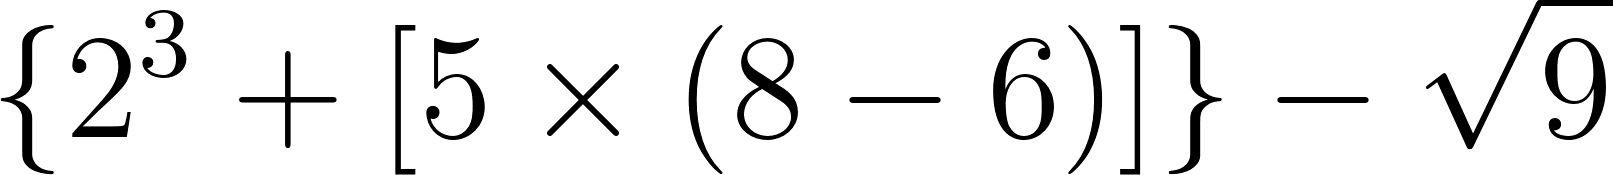 {2³ + [5 × (8 − 6)]} − √9